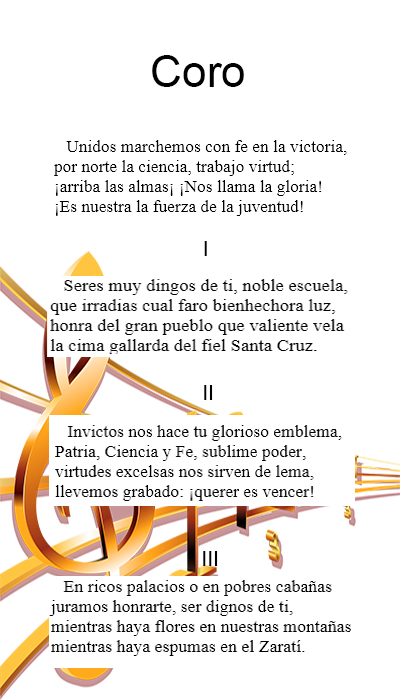 Coro
Unidos marchemos con fe en la victoria,
por norte la ciencia, trabajo virtud;
¡arriba las almas¡ ¡Nos llama la gloria!
¡Es nuestra la fuerza de la juventud!
I
Seres muy dingos de ti, noble escuela,
que irradias cual faro bienhechora luz,
honra del gran pueblo que valiente vela
la cima gallarda del fiel Santa Cruz.
II
Invictos nos hace tu glorioso emblema,
Patria, Ciencia y Fe, sublime poder,
virtudes excelsas nos sirven de lema,
llevemos grabado: ¡querer es vencer!
III
En ricos palacios o en pobres cabañas
juramos honrarte, ser dignos de ti,
mientras haya flores en nuestras montañas
mientras haya espumas en el Zaratí.